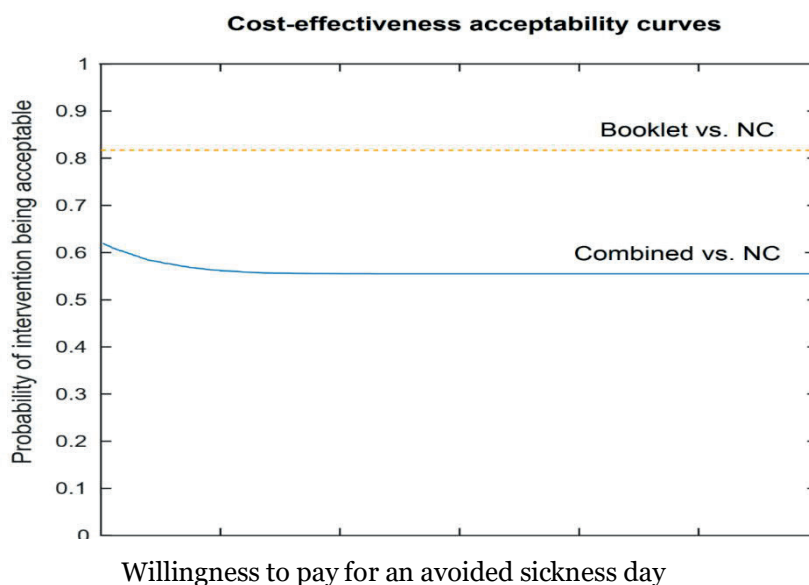 Cost-effectiveness acceptability curves
Probability of intervention being acceptable
1
0.9
0.8
0.7
0.6
0.5
0.4
0.3
0.2
0.1
0
Booklet vs. NC
Combined vs. NC
Willingness to pay for an avoided sickness day